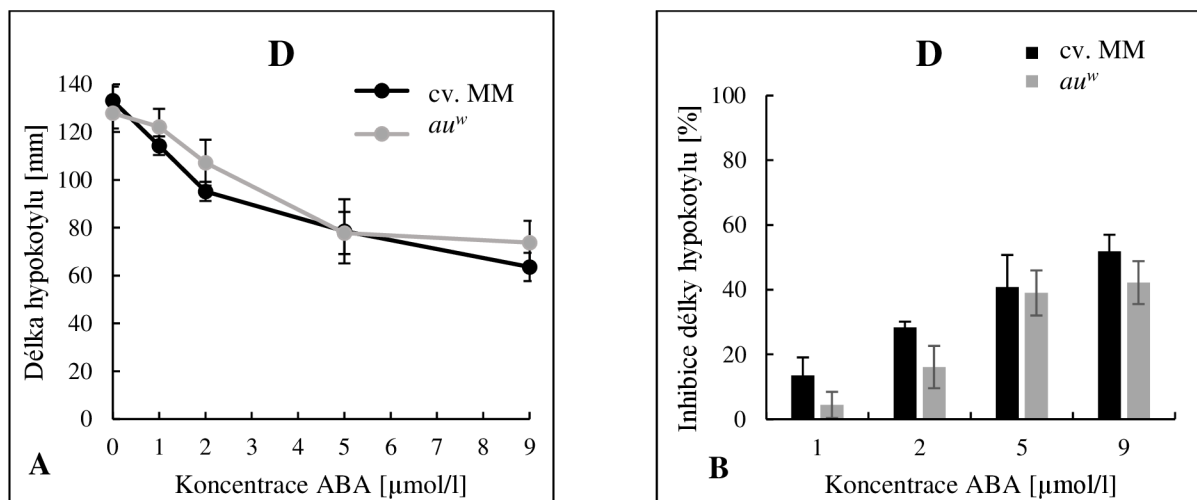 D
cv. MM
au^w
Délka hypokotylu [mm]
140
120
100
80
60
40
20
0
0 1 2 3 4 5 6 7 8 9
Koncentrace ABA [µmol/l]
A
D
cv. MM
au^w
Inhibice délky hypokotylu [%]
100
80
60
40
20
0
1 2 5 9
Koncentrace ABA [µmol/l]
B